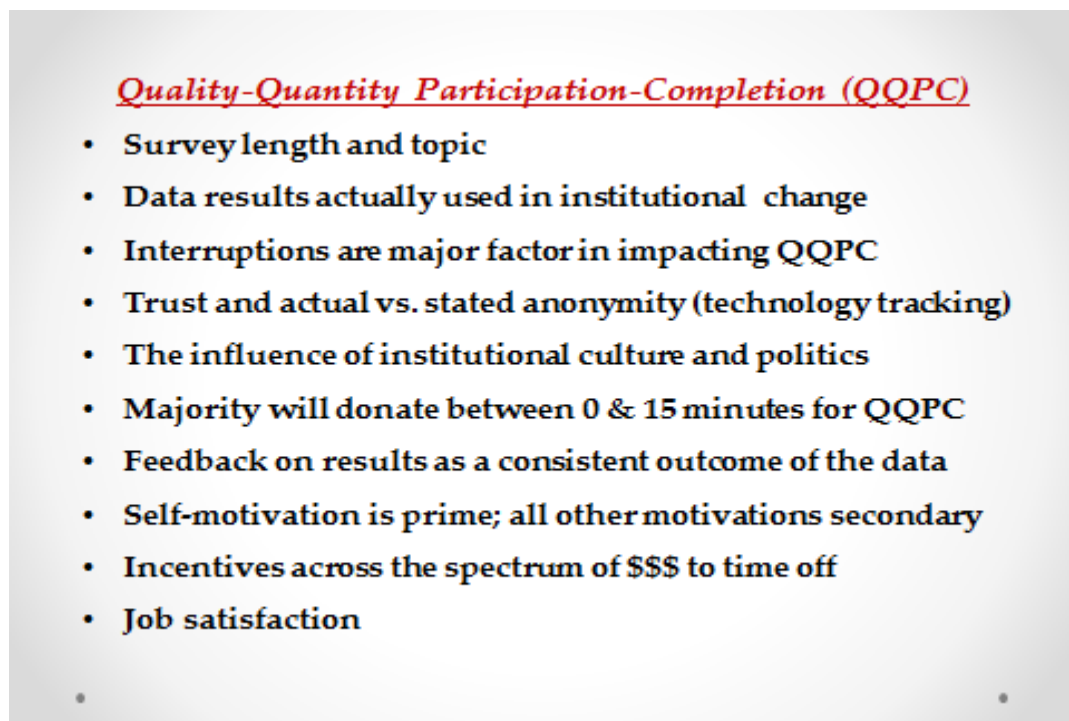 Quality-Quantity Participation-Completion (QQPC)
• Survey length and topic
• Data results actually used in institutional change
• Interruptions are major factor in impacting QQPC
• Trust and actual vs. stated anonymity (technology tracking)
• The influence of institutional culture and politics
• Majority will donate between 0 & 15 minutes for QQPC
• Feedback on results as a consistent outcome of the data
• Self-motivation is prime; all other motivations secondary
• Incentives across the spectrum of $$$ to time off
• Job satisfaction